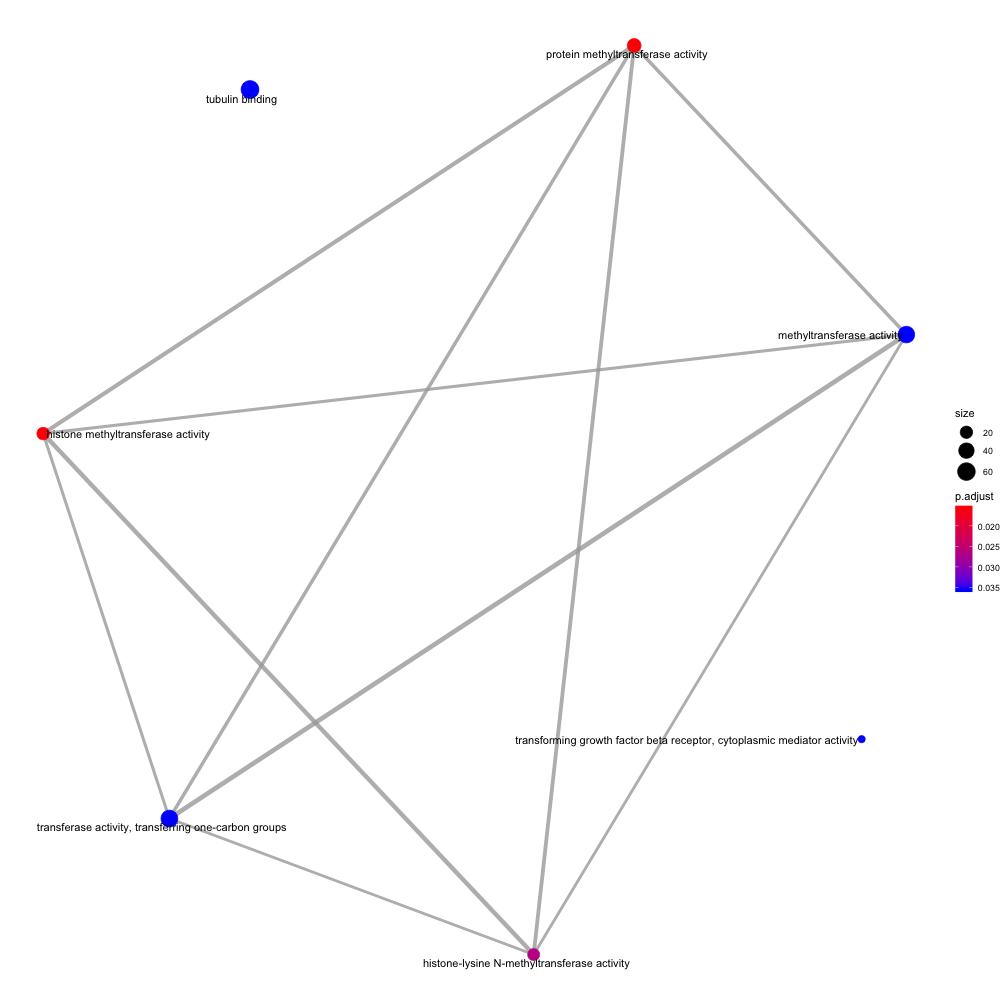 protein methyltransferase activity
tubulin binding
methyltransferase activity
histone methyltransferase activity
size
20
40
60
p.adjust
0.020
0.025
0.030
0.035
transforming growth factor beta receptor, cytoplasmic mediator activity
transferase activity, transferring one-carbon groups
histone-lysine N-methyltransferase activity